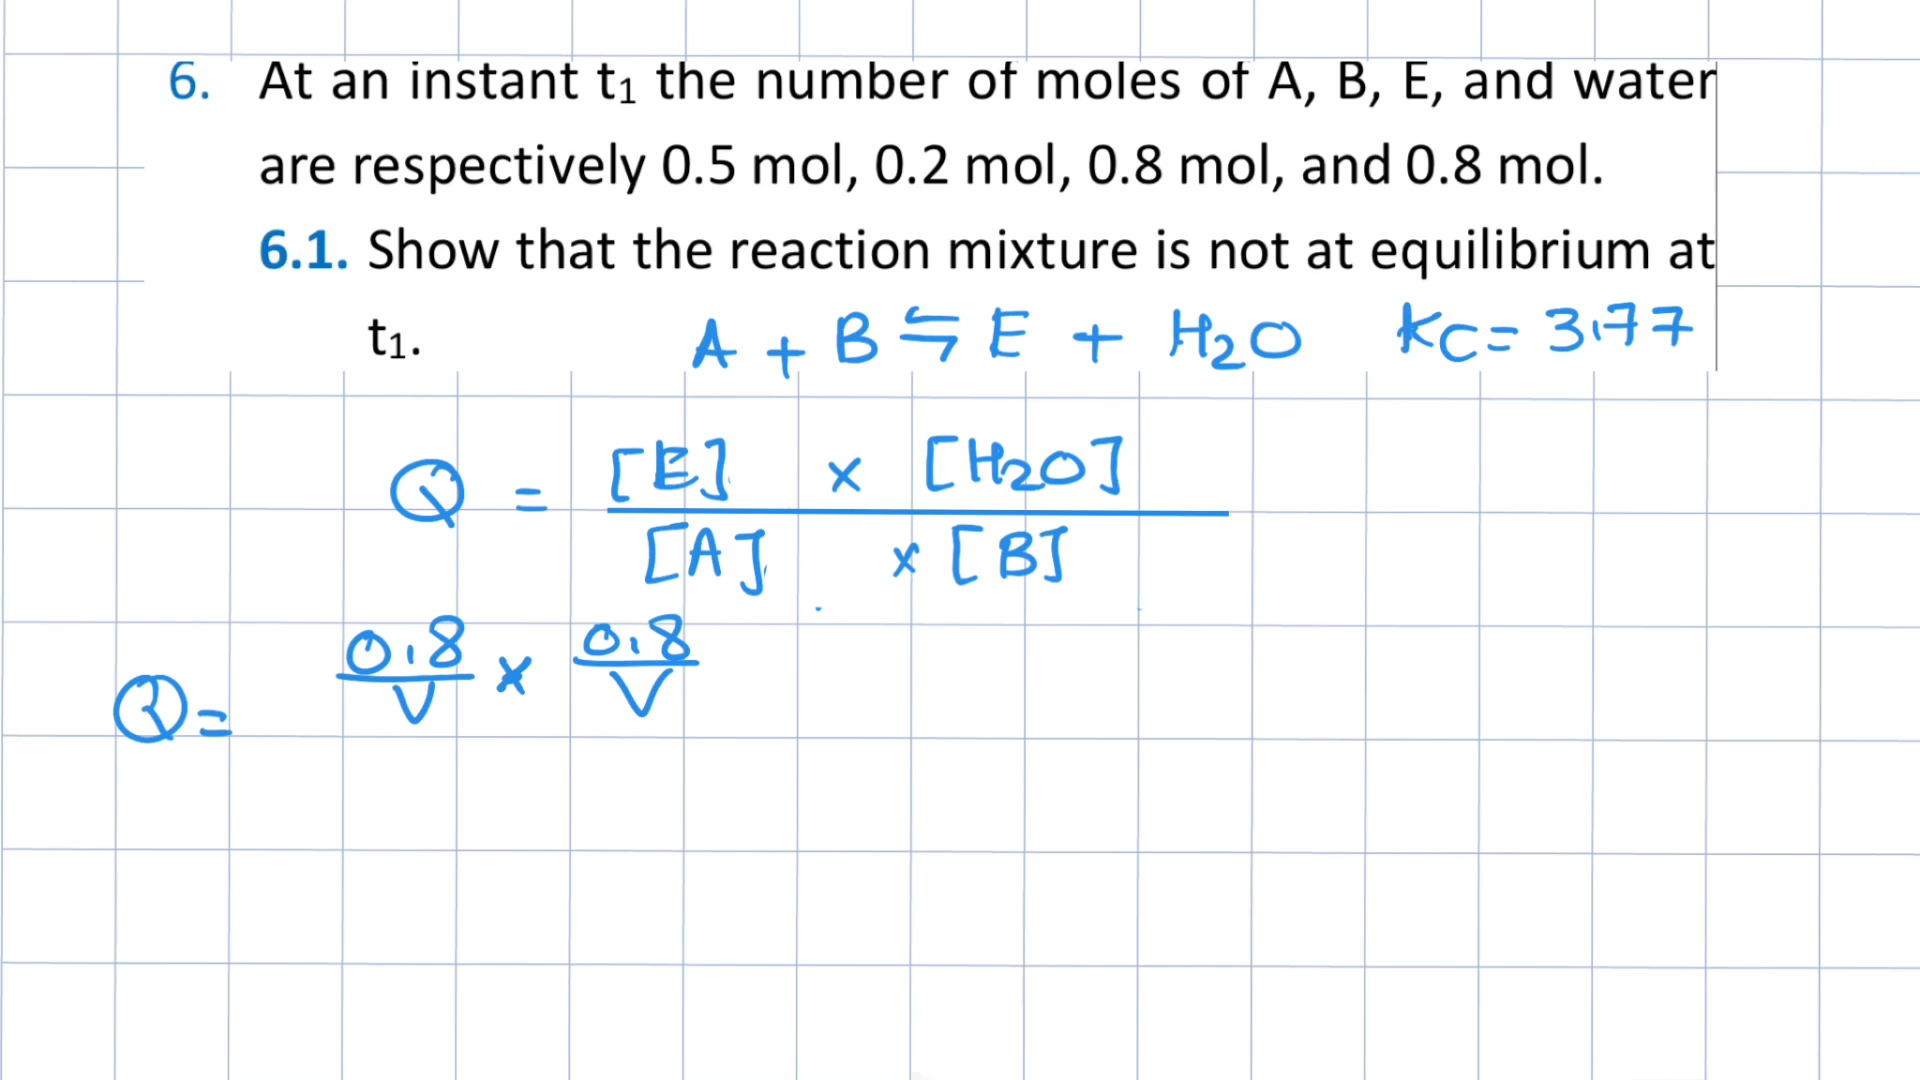 6. At an instant t₁ the number of moles of A, B, E, and water
are respectively 0.5 mol, 0.2 mol, 0.8 mol, and 0.8 mol.
6.1. Show that the reaction mixture is not at equilibrium at
t₁. A + B ⇆ E + H₂O Kc = 3,77
Q = [E] × [H₂O]
[A] × [B]
0,8 × 0,8
Q =
V V